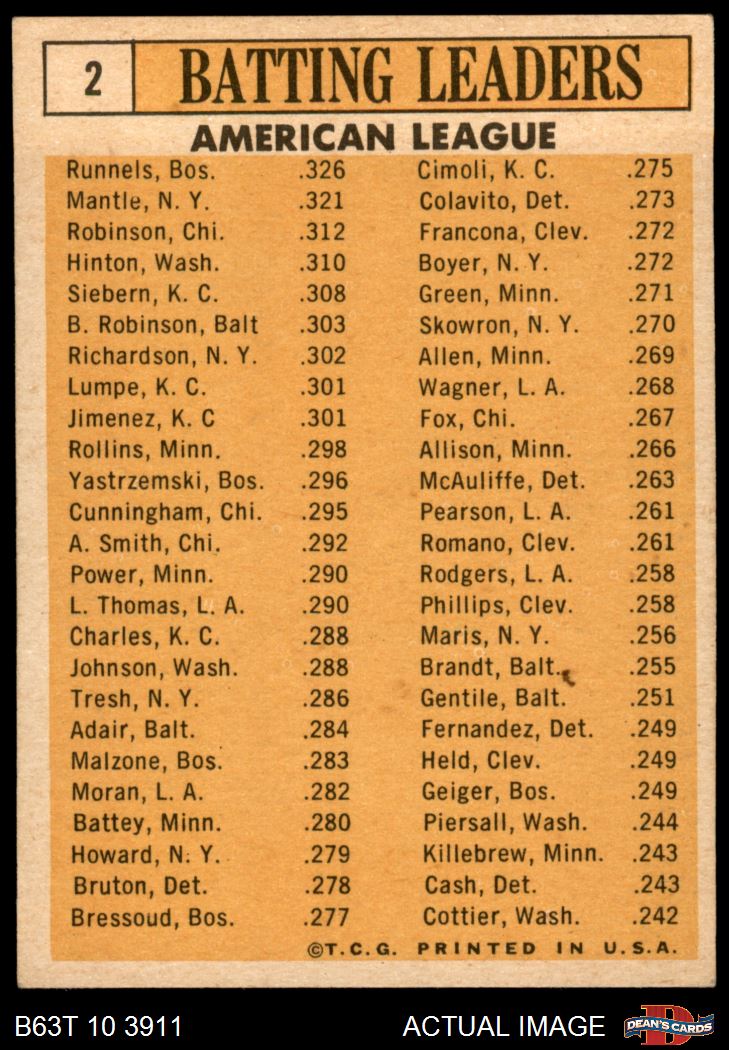 2 BATTING LEADERS
AMERICAN LEAGUE
Runnels, Bos. .326
Mantle, N. Y. .321
Robinson, Chi. .312
Hinton, Wash. .310
Siebern, K. C. .308
B. Robinson, Balt .303
Richardson, N. Y. .302
Lumpe, K. C. .301
Jimenez, K. C .301
Rollins, Minn. .298
Yastrzemski, Bos. .296
Cunningham, Chi. .295
A. Smith, Chi. .292
Power, Minn. .290
L. Thomas, L. A. .290
Charles, K. C. .288
Johnson, Wash. .288
Tresh, N. Y. .286
Adair, Balt. .284
Malzone, Bos. .283
Moran, L. A. .282
Battey, Minn. .280
Howard, N. Y. .279
Bruton, Det. .278
Bressoud, Bos. .277
Cimoli, K. C. .275
Colavito, Det. .273
Francona, Clev. .272
Boyer, N. Y. .272
Green, Minn. .271
Skowron, N. Y. .270
Allen, Minn. .269
Wagner, L. A. .268
Fox, Chi. .267
Allison, Minn. .266
McAuliffe, Det. .263
Pearson, L. A. .261
Romano, Clev. .261
Rodgers, L. A. .258
Phillips, Clev. .258
Maris, N. Y. .256
Brandt, Balt. .255
Gentile, Balt. .251
Fernandez, Det. .249
Held, Clev. .249
Geiger, Bos. .249
Piersall, Wash. .244
Killebrew, Minn. .243
Cash, Det. .243
Cottier, Wash. .242
©T.C.G. PRINTED IN U.S.A.
B63T 10 3911 ACTUAL IMAGE
D
DEAN'S CARDS